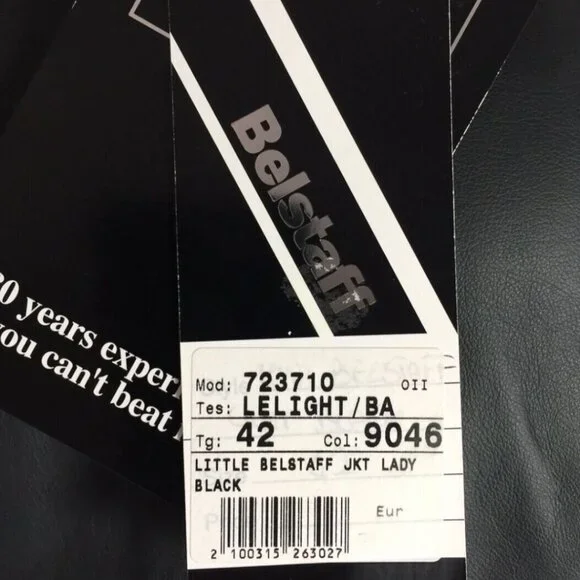 Belstaff
0 years exper
you can't beat
Mod: 723710 OII
Tes: LELIGHT/BA
Tg: 42 Col: 9046
LITTLE BELSTAFF JKT LADY
BLACK
Eur
2 100315 263027